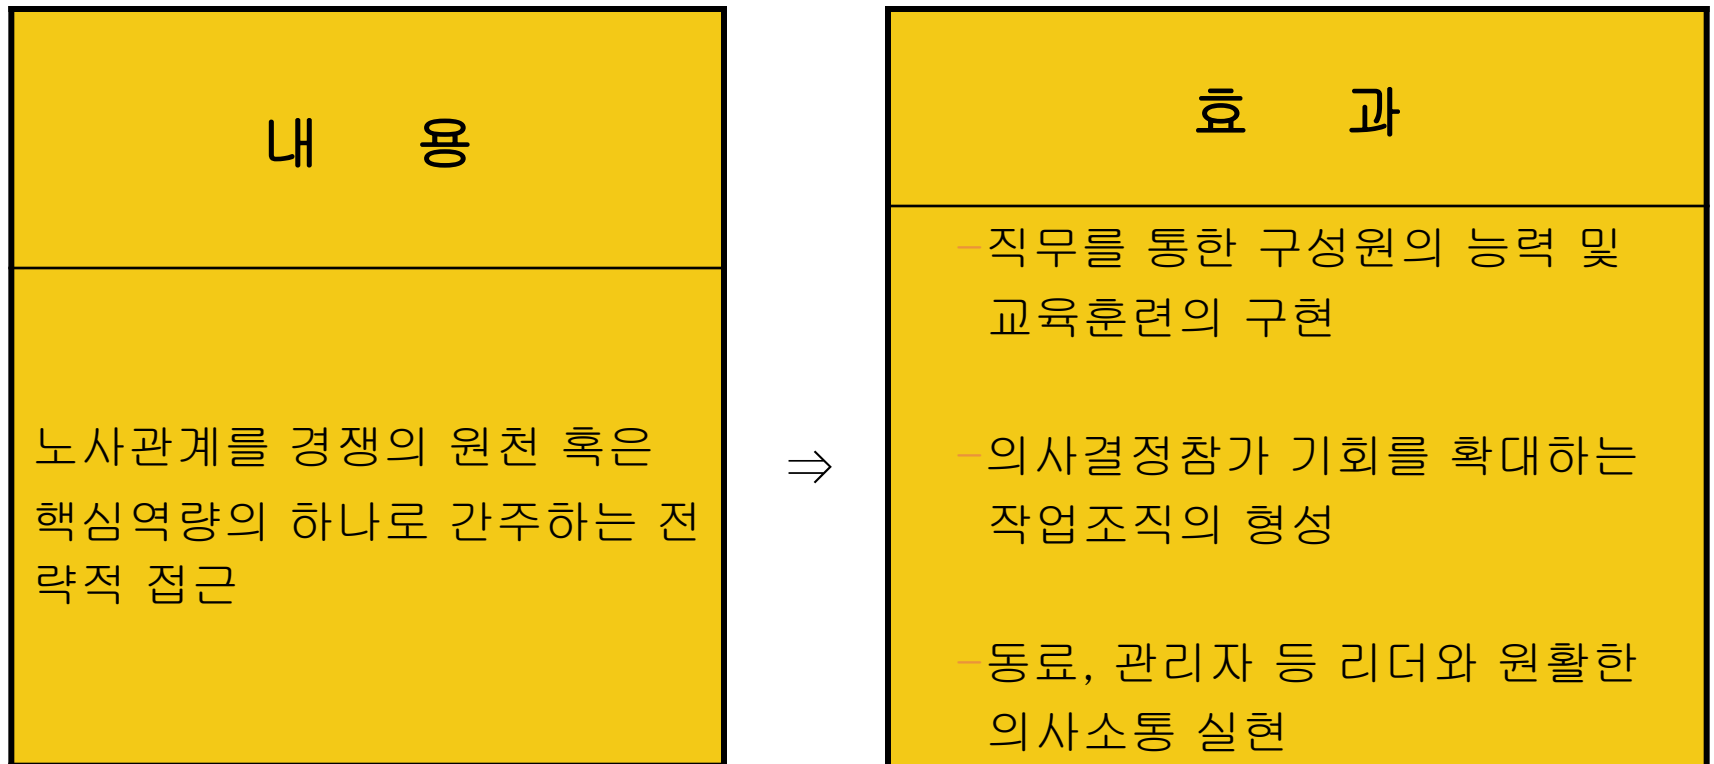 내 용
노사관계를 경쟁의 원천 혹은
핵심역량의 하나로 간주하는 전
략적 접근
⇒
효 과
-직무를 통한 구성원의 능력 및
교육훈련의 구현
-의사결정참가 기회를 확대하는
작업조직의 형성
-동료, 관리자 등 리더와 원활한
의사소통 실현